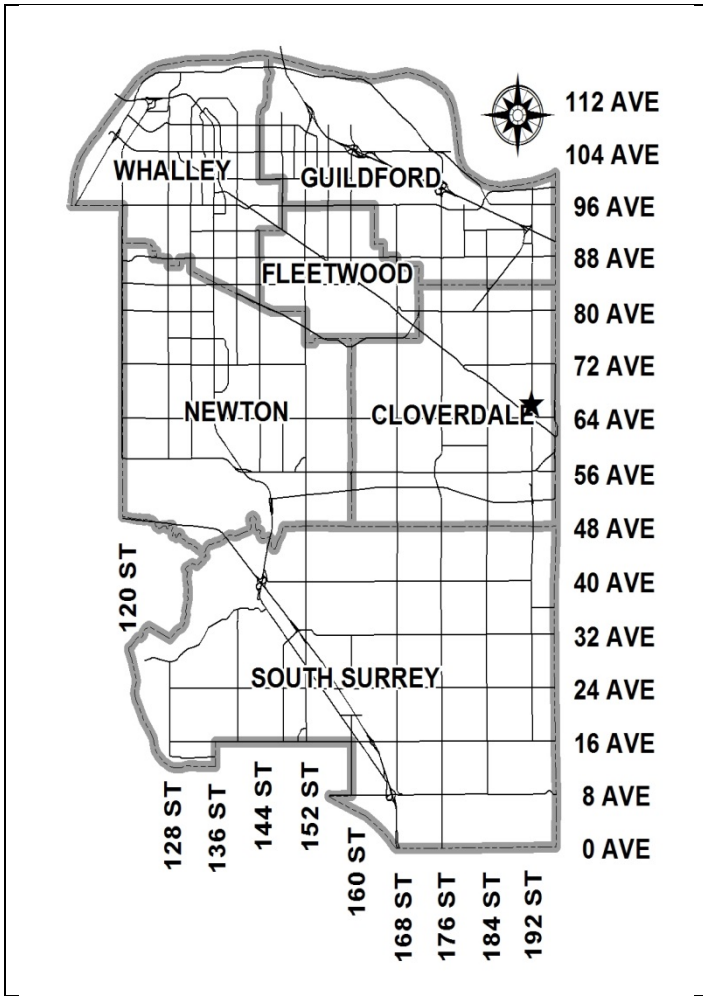 112 AVE
104 AVE
WHALLEY
GUILDFORD
96 AVE
88 AVE
FLEETWOOD
80 AVE
72 AVE
NEWTON
CLOVERDALE
64 AVE
56 AVE
48 AVE
120 ST
40 AVE
32 AVE
SOUTH SURREY
24 AVE
16 AVE
128 ST
136 ST
144 ST
152 ST
8 AVE
160 ST
0 AVE
168 ST
176 ST
184 ST
192 ST